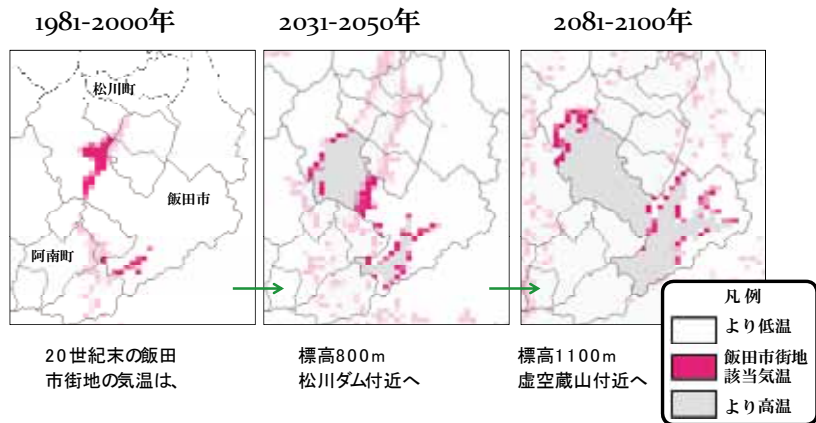 1981-2000年
2031-2050年
2081-2100年
松川町
飯田市
阿南町
20世紀末の飯田
市街地の気温は、
標高800m
松川ダム付近へ
標高1100m
虚空蔵山付近へ
凡例
より低温
飯田市街地
該当気温
より高温